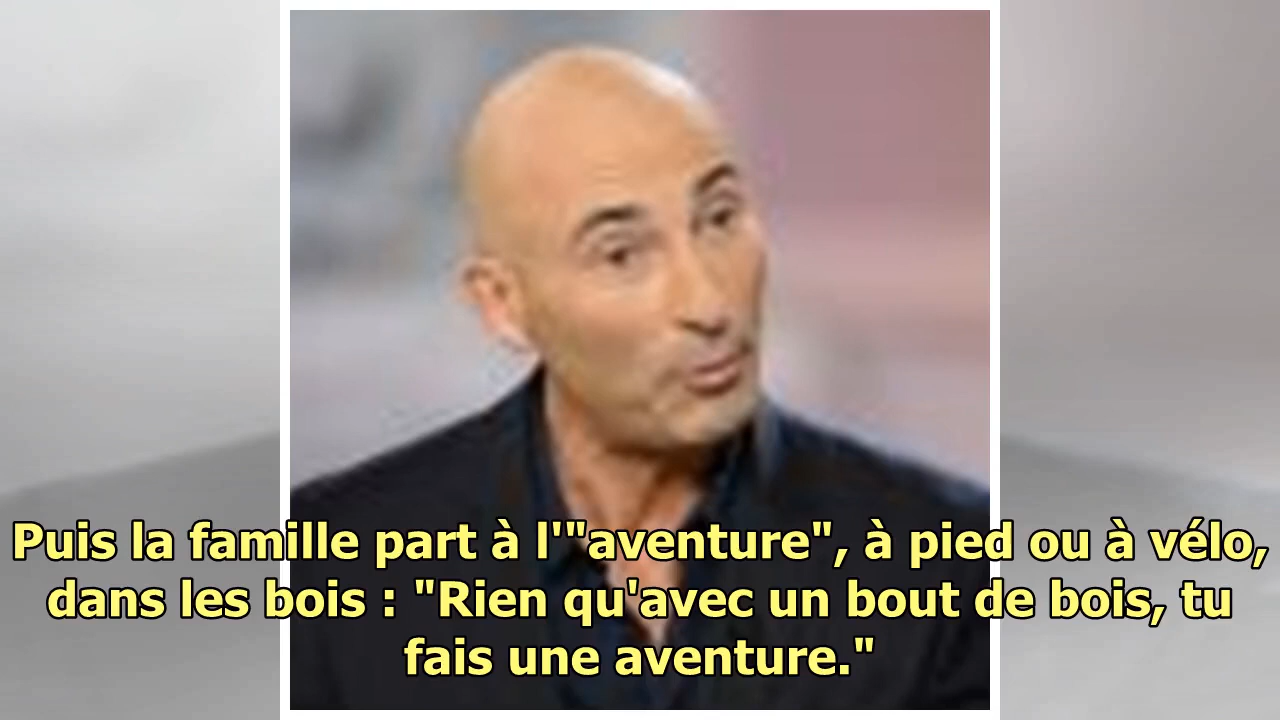 Puis la famille part à l'"aventure", à pied ou à vélo,
dans les bois : "Rien qu'avec un bout de bois, tu
fais une aventure."